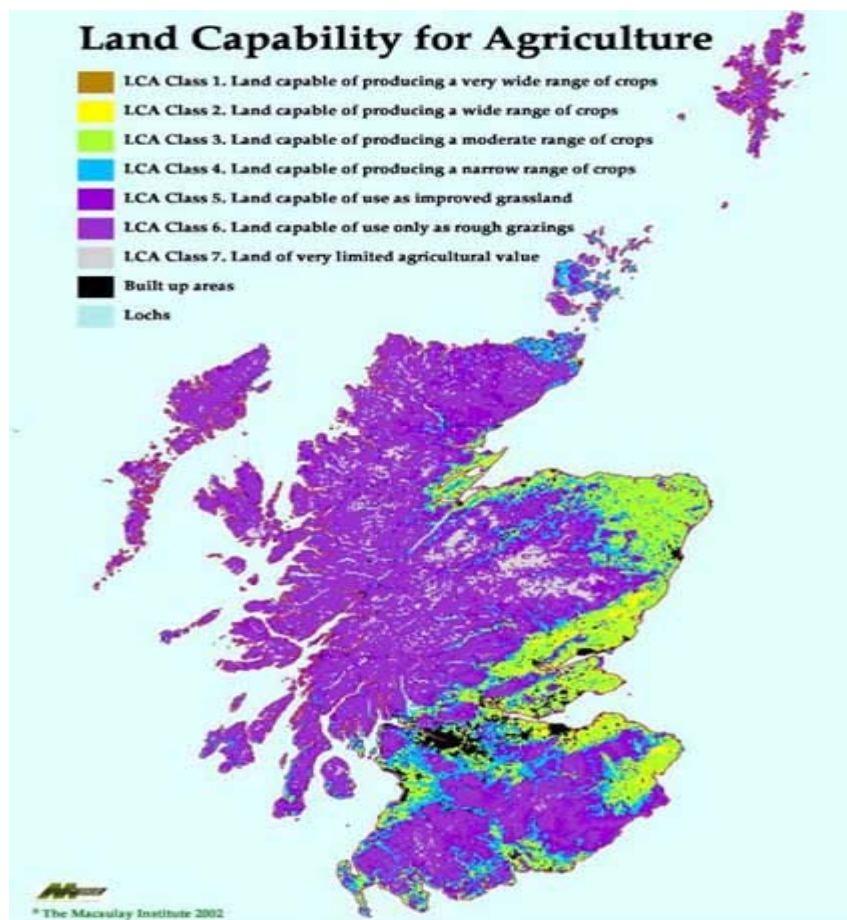 Land Capability for Agriculture
LCA Class 1. Land capable of producing a very wide range of crops
LCA Class 2. Land capable of producing a wide range of crops
LCA Class 3. Land capable of producing a moderate range of crops
LCA Class 4. Land capable of producing a narrow range of crops
LCA Class 5. Land capable of use as improved grassland
LCA Class 6. Land capable of use only as rough grazings
LCA Class 7. Land of very limited agricultural value
Built up areas
Lochs
® The Macaulay Institute 2002